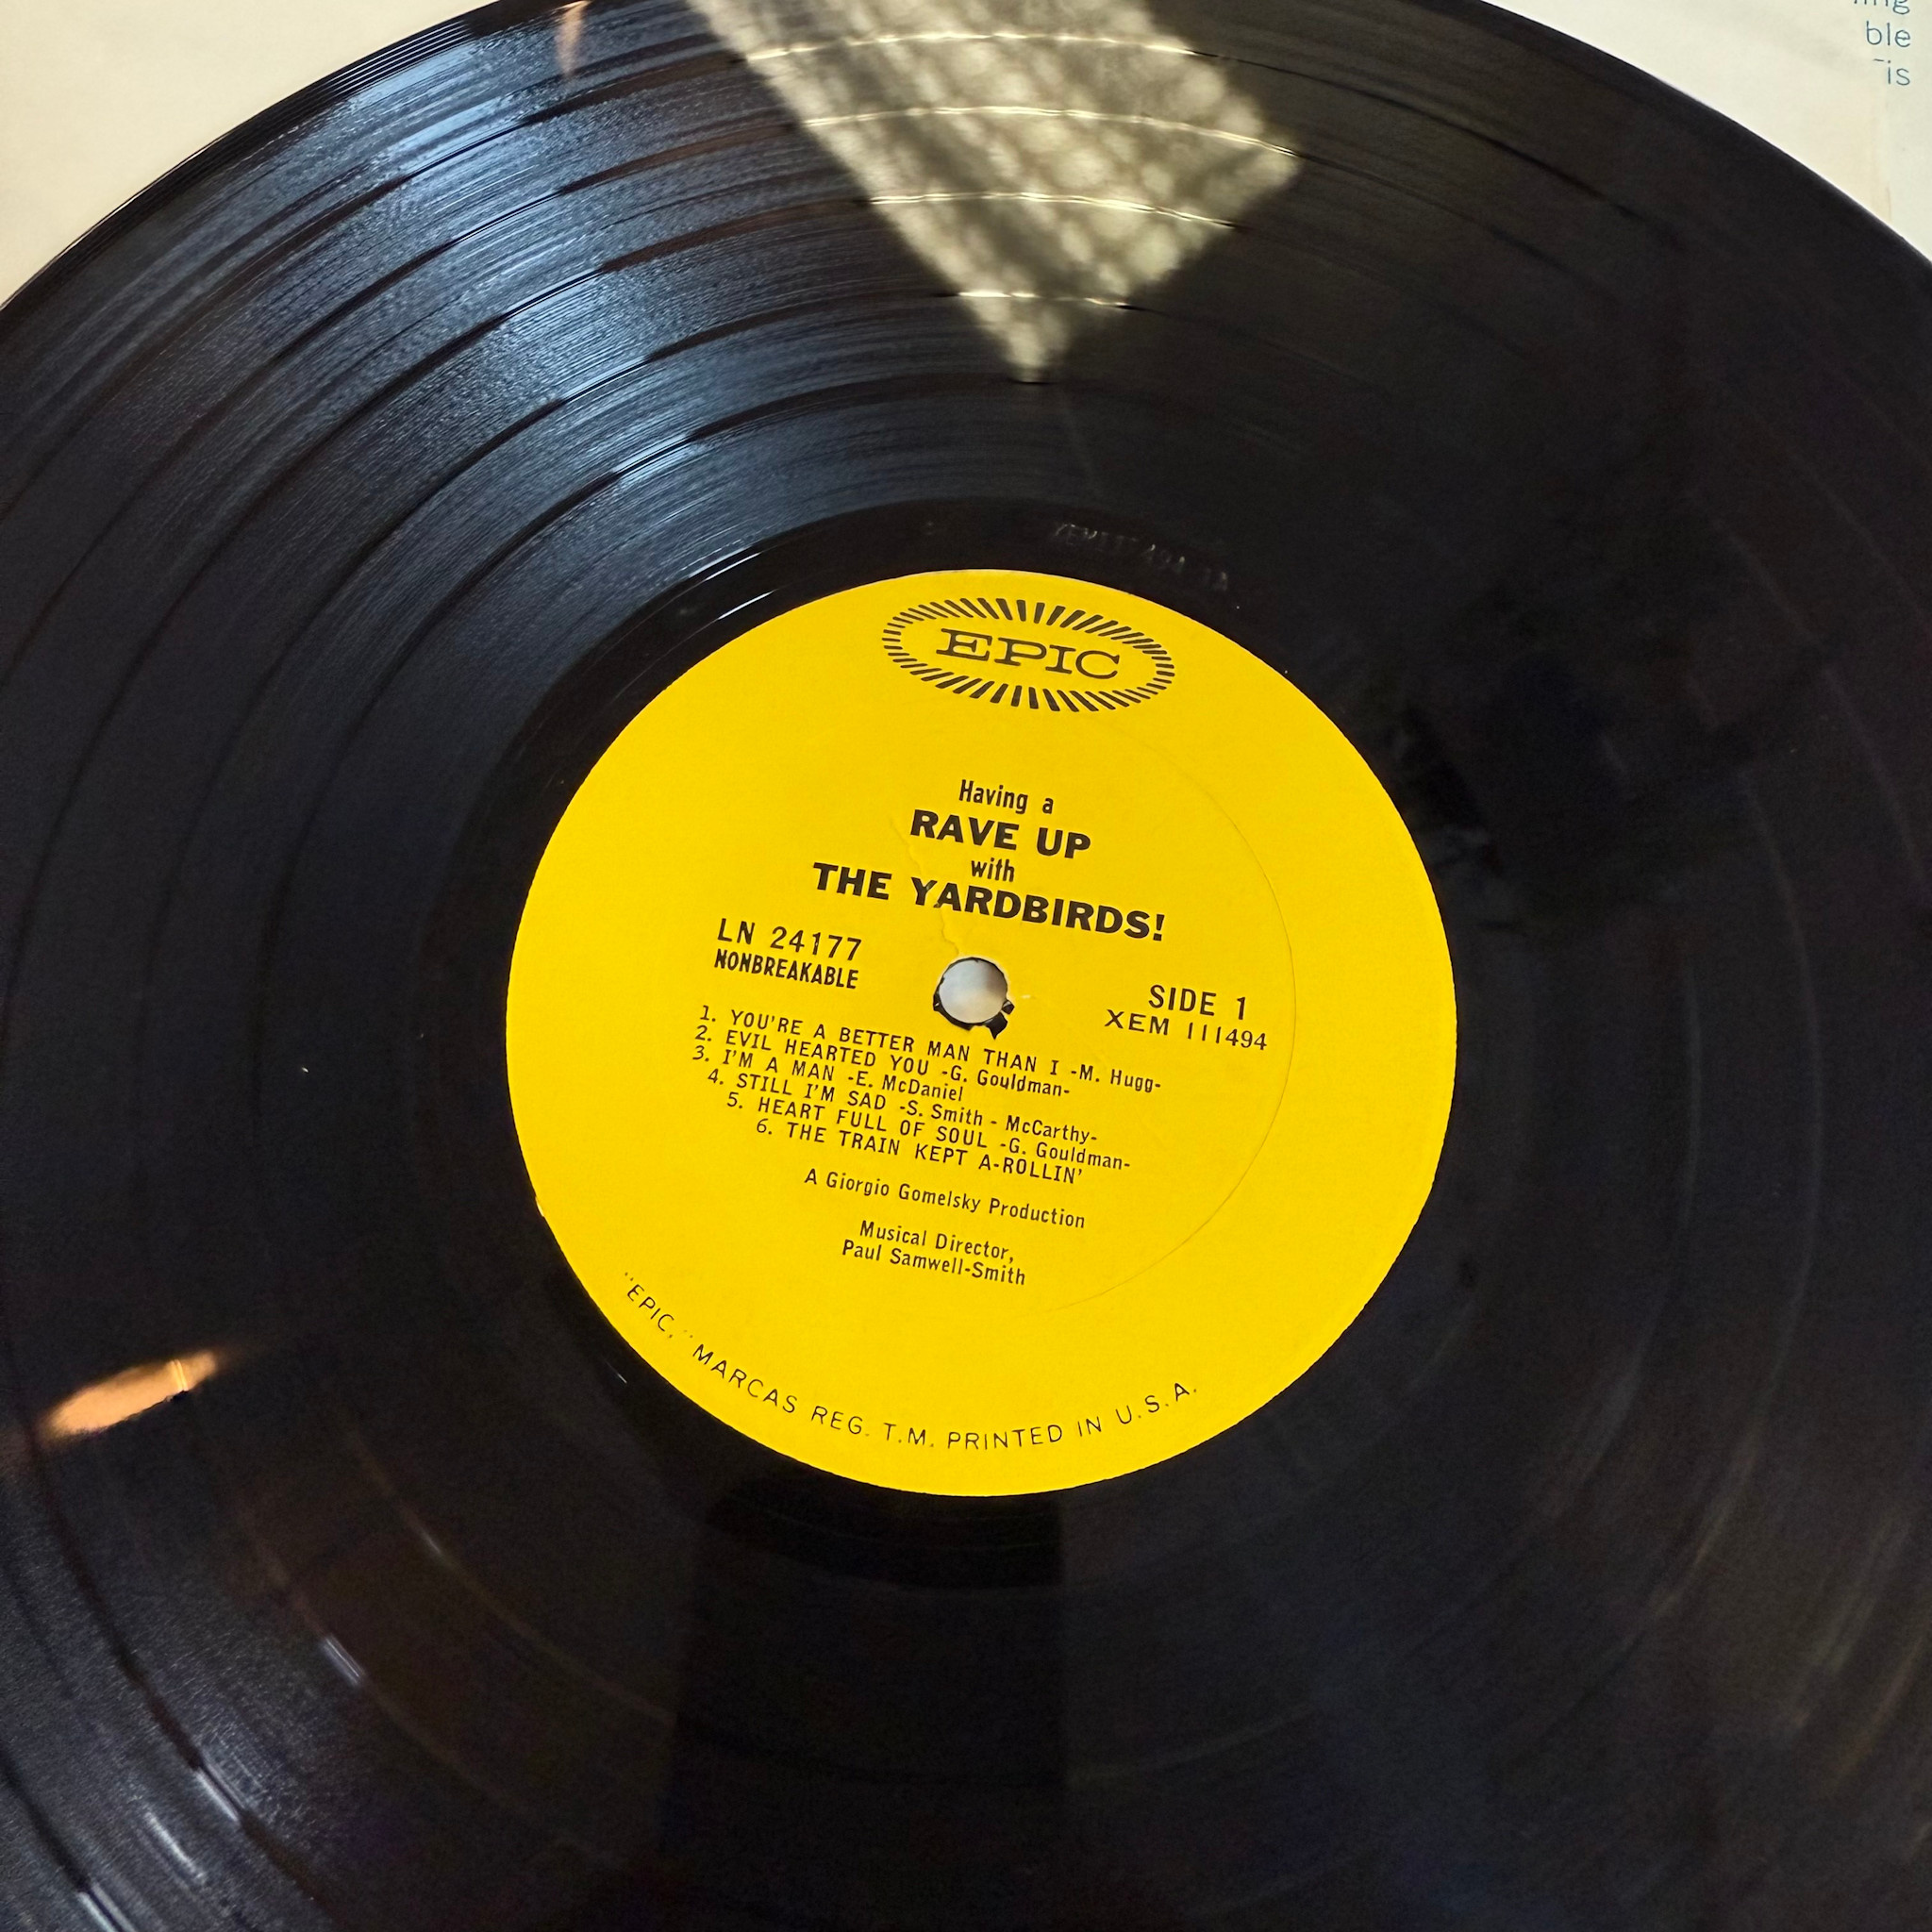 ble
is
EPIC
Having a
RAVE UP
with
THE YARDBIRDS!
LN 24177
NONBREAKABLE
SIDE 1
XEM 111494
1. YOU'RE A BETTER MAN THAN I -M. Hugg-
2. EVIL HEARTED YOU -G. Gouldman-
3. I'M A MAN -E. McDaniel
4. STILL I'M SAD -S. Smith - McCarthy-
5. HEART FULL OF SOUL -G. Gouldman-
6. THE TRAIN KEPT A-ROLLIN'
A Giorgio Gomelsky Production
Musical Director,
Paul Samwell-Smith
"EPIC," MARCAS REG. T.M. PRINTED IN U.S.A.